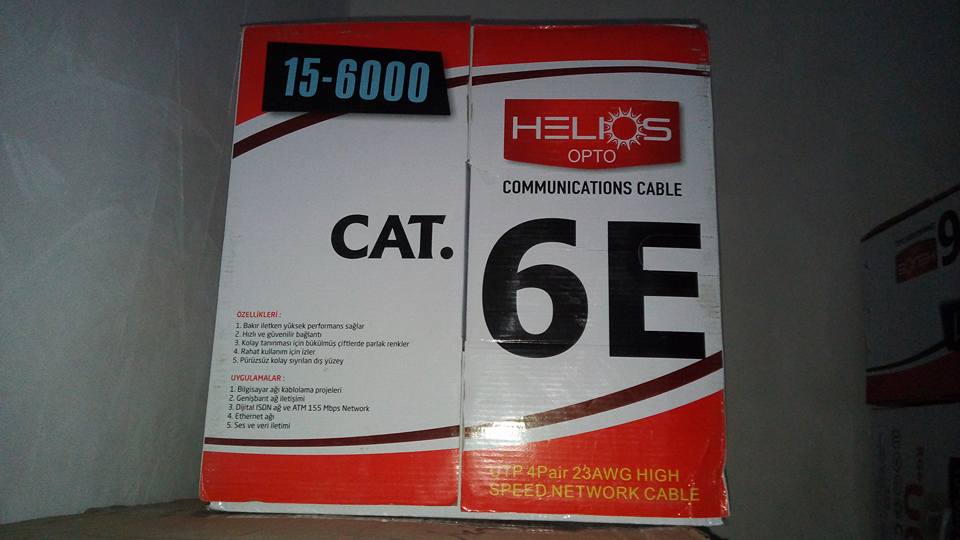 15-6000
HELIOS
OPTO
COMMUNICATIONS CABLE
CAT. 6E
ÖZELLİKLERİ :
1. Bakır iletken yüksek performans sağlar
2. Hızlı ve güvenilir bağlantı
3. Kolay tanınması için bükülmüş çiftlerde parlak renkler
4. Rahat kullanım için izler
5. Pürüzsüz kolay sıyrılan dış yüzey
UYGULAMALAR :
1. Bilgisayar ağı kablolama projeleri
2. Genişbant ağ iletişimi
3. Dijital ISDN ağ ve ATM 155 Mbps Network
4. Ethernet ağı
5. Ses ve veri iletimi
UTP 4Pair 23AWG HIGH
SPEED NETWORK CABLE